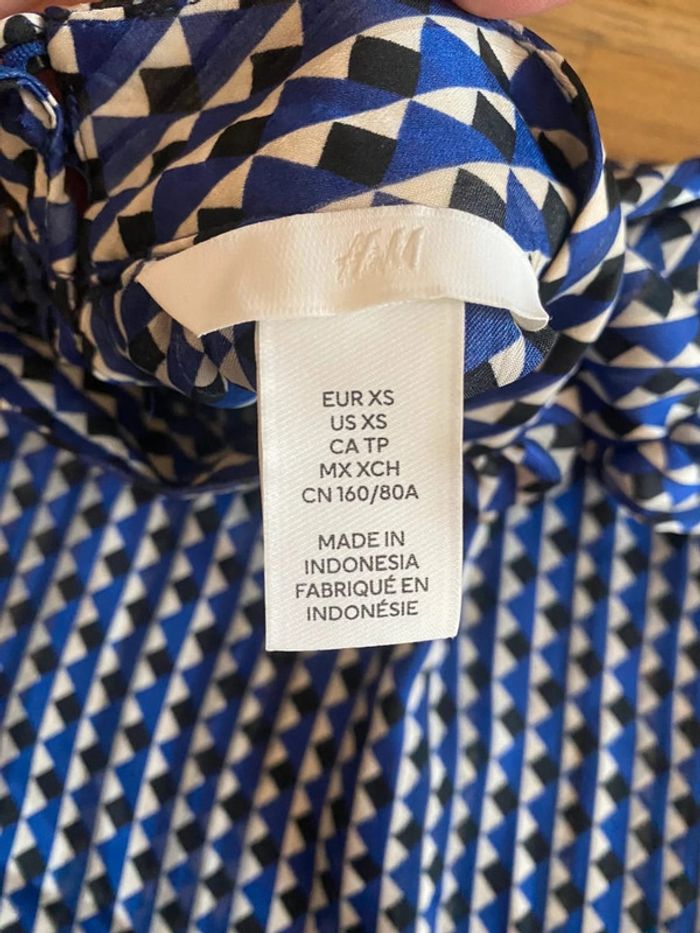 H&M
EUR XS
US XS
CA TP
MX XCH
CN 160/80A
MADE IN
INDONESIA
FABRIQUÉ EN
INDONÉSIE